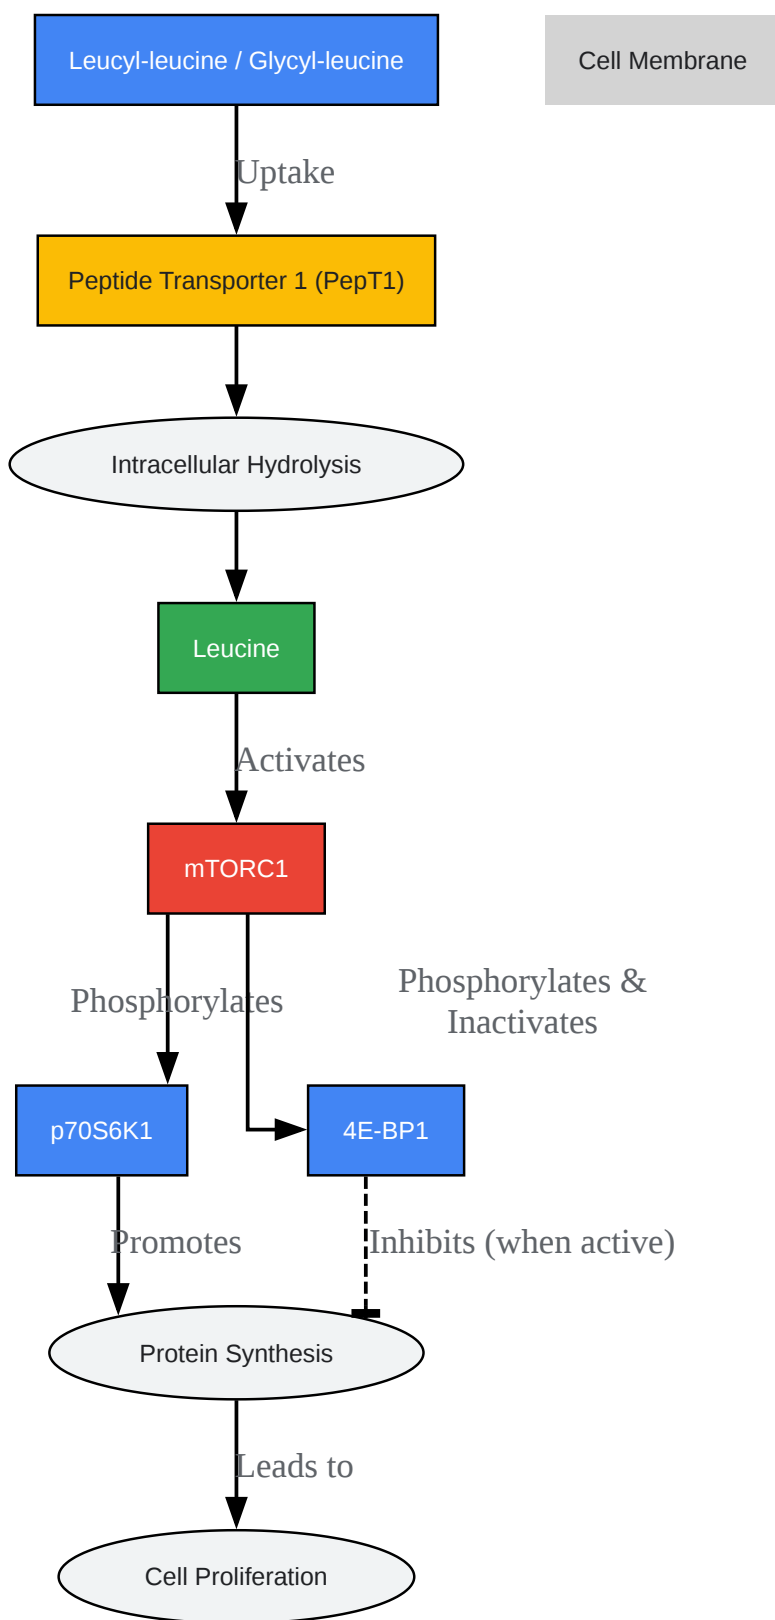 Leucyl-leucine / Glycyl-leucine
Cell Membrane
Uptake
Peptide Transporter 1 (PepT1)
Intracellular Hydrolysis
Leucine
Activates
mTORC1
Phosphorylates
Phosphorylates &
Inactivates
p70S6K1
4E-BP1
Promotes
Inhibits (when active)
Protein Synthesis
Leads to
Cell Proliferation